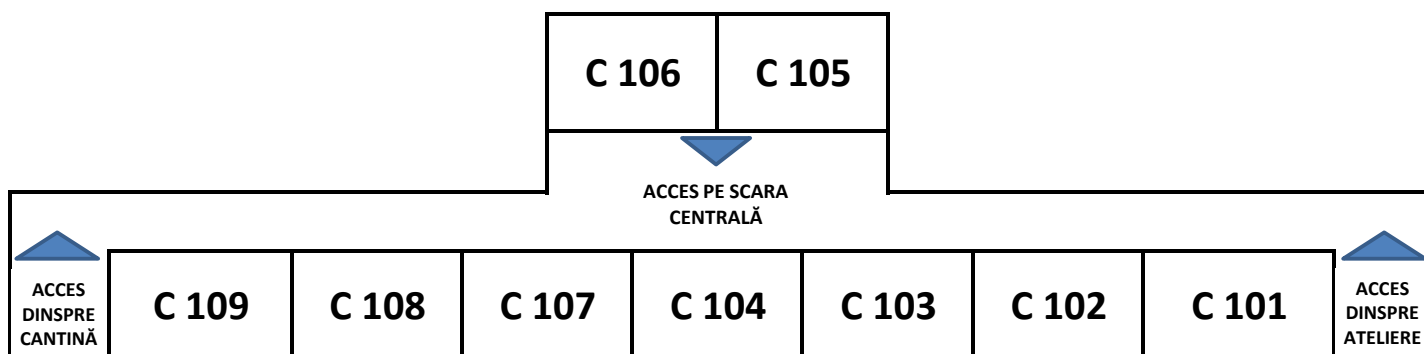 C 106
C 105
ACCES PE SCARA
CENTRALĂ
ACCES
DINSPRE
CANTINĂ
C 109
C 108
C 107
C 104
C 103
C 102
C 101
ACCES
DINSPRE
ATELIERE